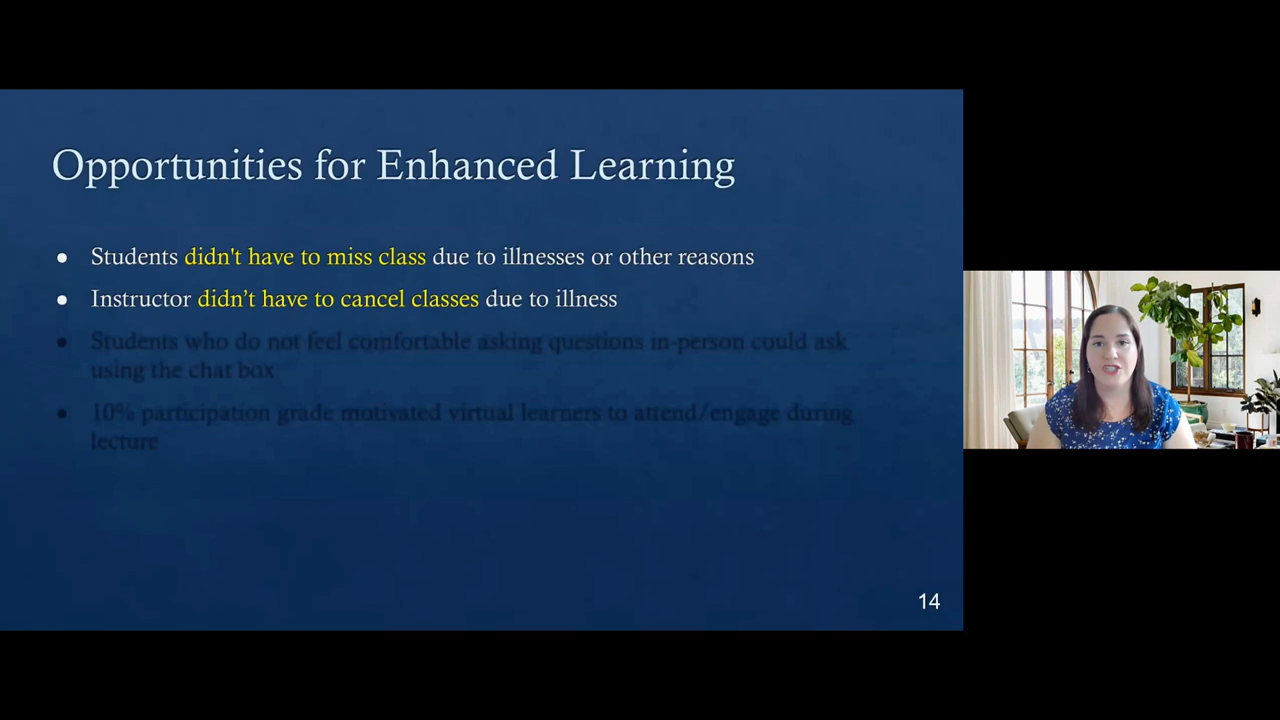 Opportunities for Enhanced Learning
● Students didn't have to miss class due to illnesses or other reasons
● Instructor didn’t have to cancel classes due to illness
● Students who do not feel comfortable asking questions in-person could ask
using the chat box
● 10% participation grade motivated virtual learners to attend/engage during
lecture
14